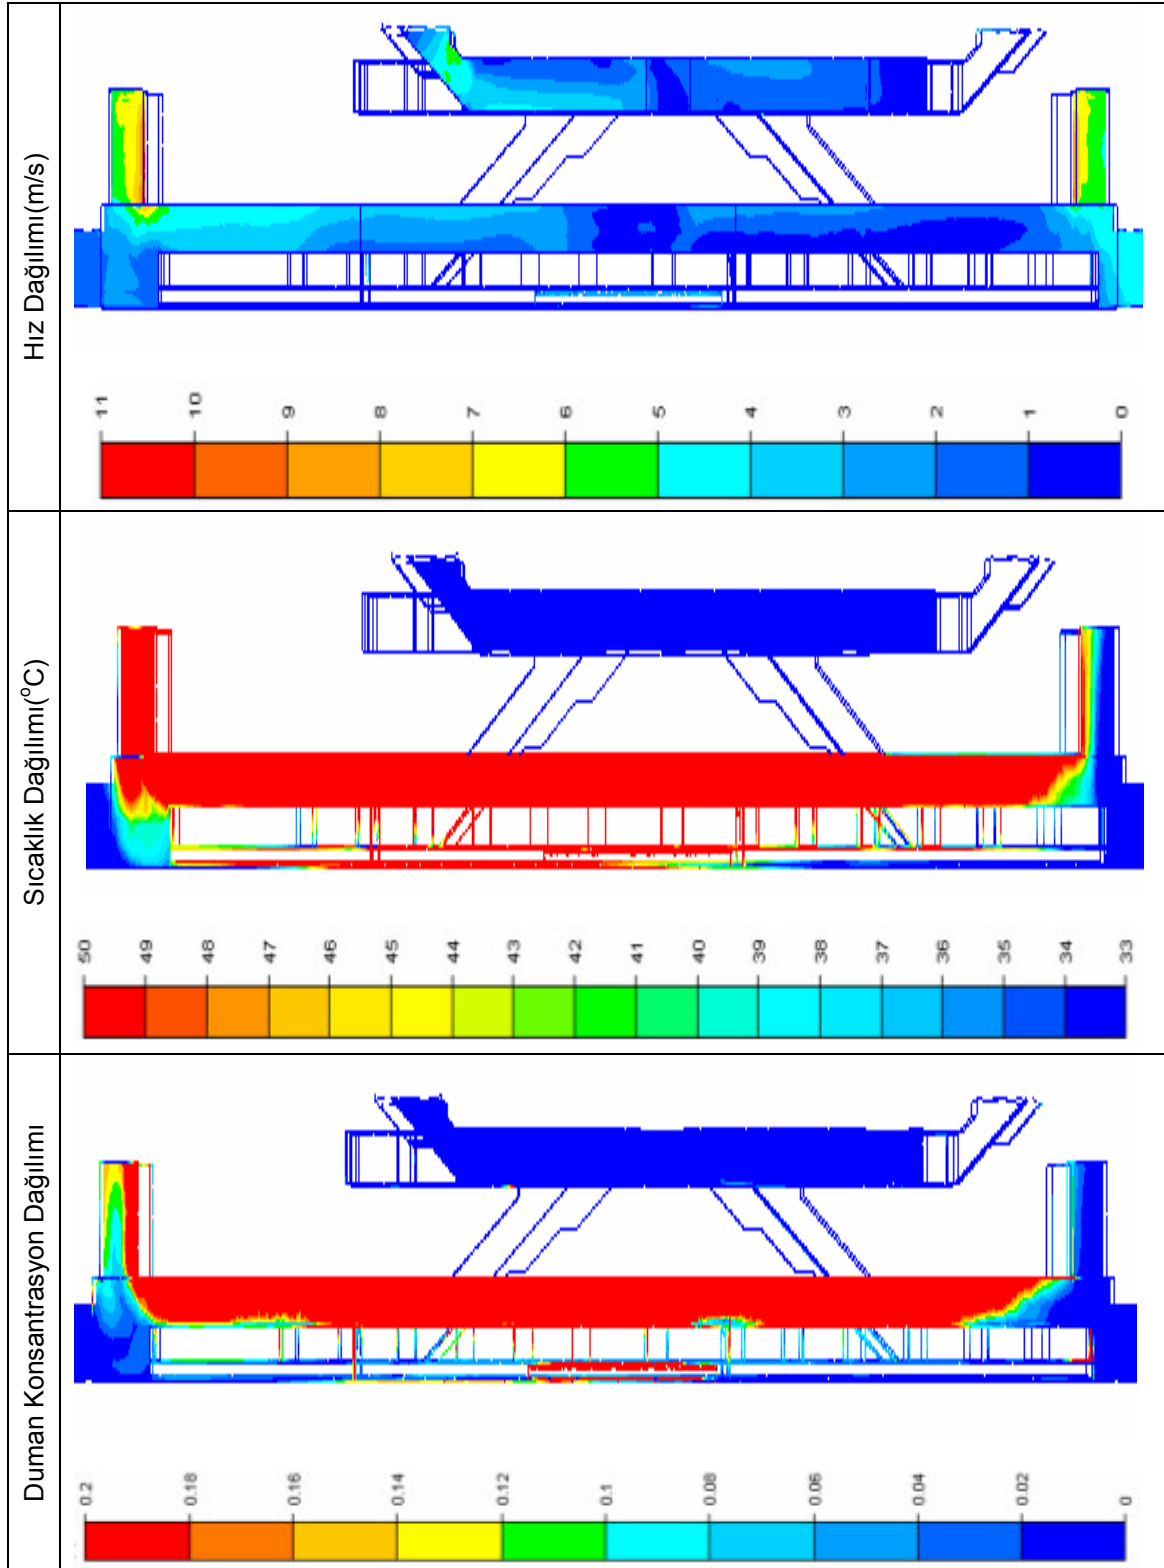 Hız Dağılımı(m/s)
11 10 9 8 7 6 5 4 3 2 1 0
Sıcaklık Dağılımı(°C)
50 49 48 47 46 45 44 43 42 41 40 39 38 37 36 35 34 33
Duman Konsantrasyon Dağılımı
0.2 0.18 0.16 0.14 0.12 0.1 0.08 0.06 0.04 0.02 0